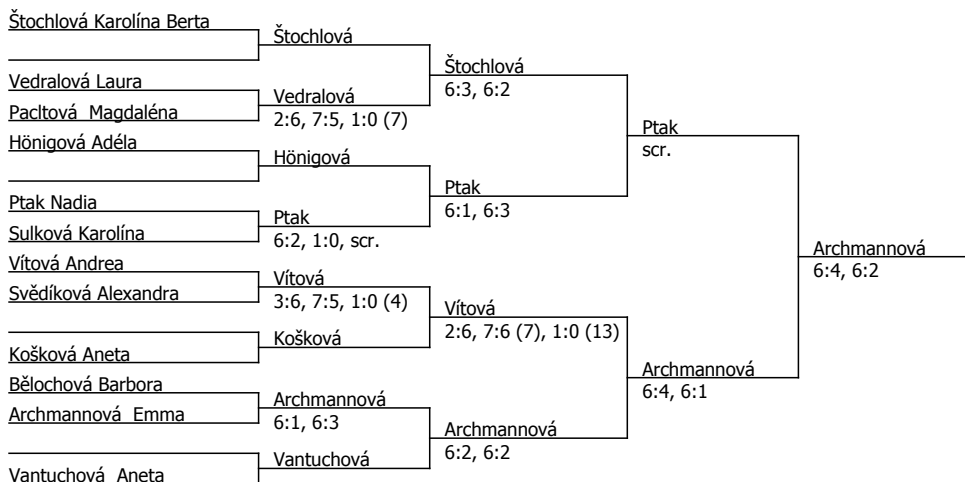 Štochlová Karolína Berta
Štochlová
Štochlová
6:3, 6:2
Vedralová Laura
Vedralová
2:6, 7:5, 1:0 (7)
Pacltová  Magdaléna
Ptak
scr.
Hönigová Adéla
Hönigová
Ptak
6:1, 6:3
Ptak Nadia
Ptak
6:2, 1:0, scr.
Sulková Karolína
Archmannová
6:4, 6:2
Vítová Andrea
Vítová
3:6, 7:5, 1:0 (4)
Svědíková Alexandra
Vítová
2:6, 7:6 (7), 1:0 (13)
Košková
Košková Aneta
Archmannová
6:4, 6:1
Bělochová Barbora
Archmannová
6:1, 6:3
Archmannová  Emma
Archmannová
6:2, 6:2
Vantuchová
Vantuchová  Aneta